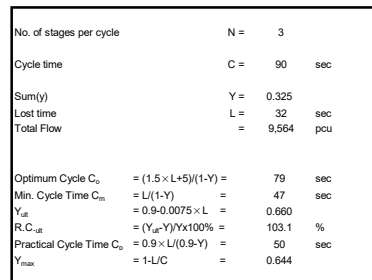 No. of stages per cycle N = 3
Cycle time C = 90 sec
Sum(y) Y = 0.325
Lost time L = 32 sec
Total Flow = 9,564 pcu
Optimum Cycle Cₒ = (1.5×L+5)/(1-Y) = 79 sec
Min. Cycle Time Cₘ = L/(1-Y) = 47 sec
Yult = 0.9-0.0075×L = 0.660
R.C.ult = (Yult-Y)/Yx100% = 103.1 %
Practical Cycle Time Cₚ = 0.9×L/(0.9-Y) = 50 sec
Ymax = 1-L/C = 0.644